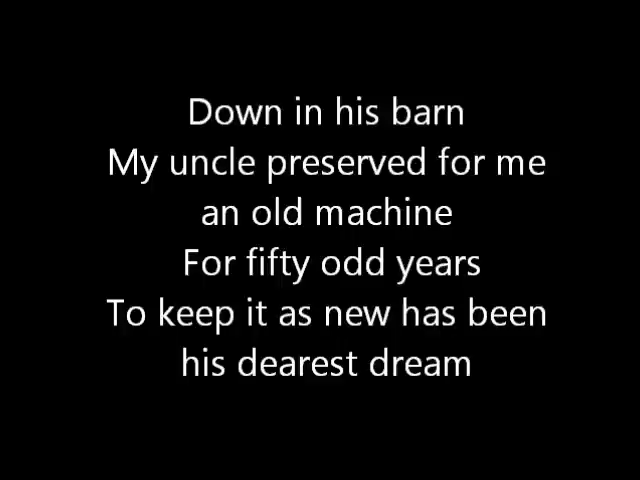 Down in his barn
My uncle preserved for me
an old machine
For fifty odd years
To keep it as new has been
his dearest dream